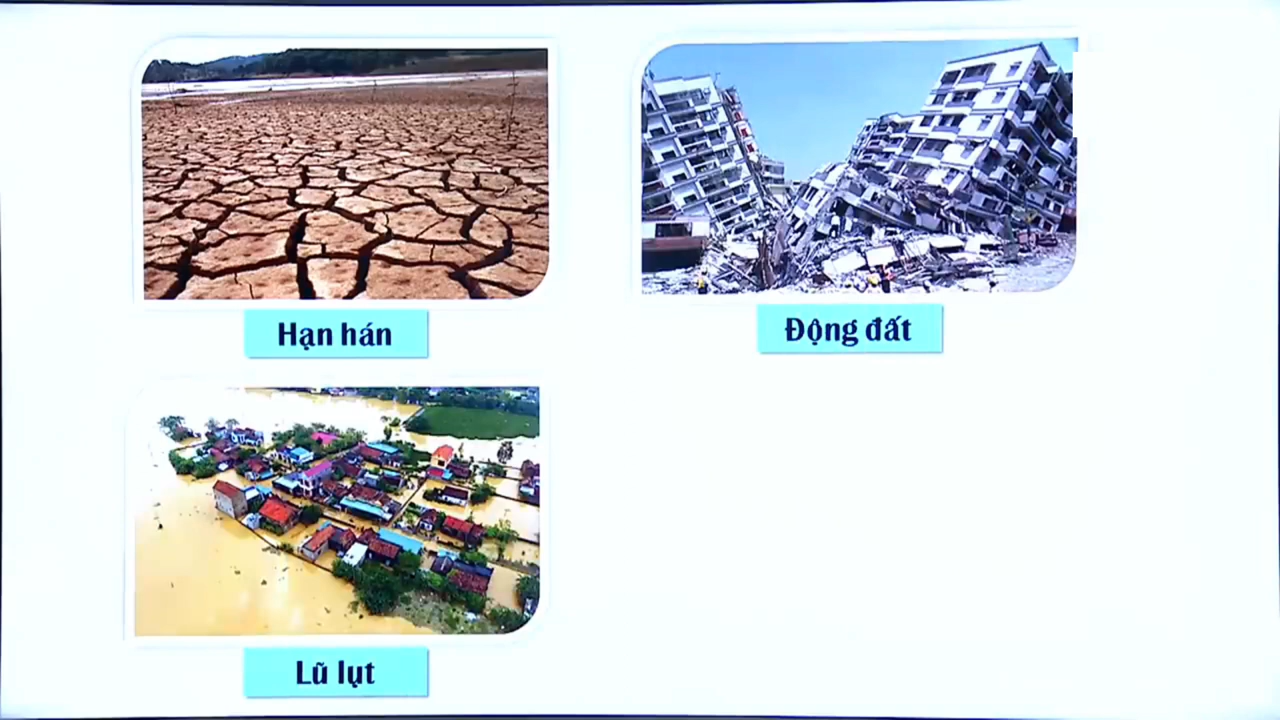 Hạn hán
Động đất
Lũ lụt